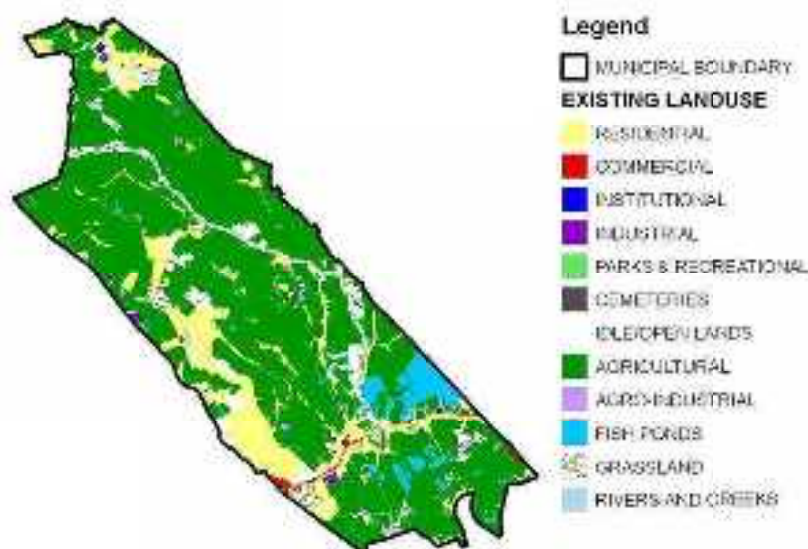 Legend
MUNICIPAL BOUNDARY
EXISTING LANDUSE
RESIDENTIAL
COMMERCIAL
INSTITUTIONAL
INDUSTRIAL
PARKS & RECREATIONAL
CEMETERIES
IDLE/OPEN LANDS
AGRICULTURAL
AGRO-INDUSTRIAL
FISH PONDS
GRASSLAND
RIVERS AND CREEKS